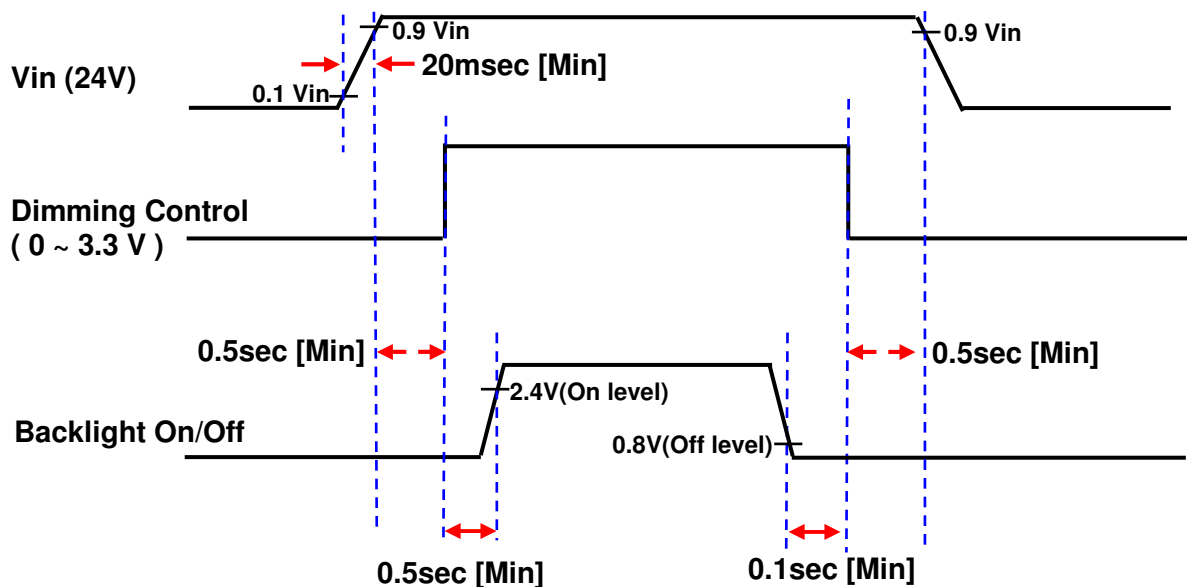 0.9 Vin
0.9 Vin
20msec [Min]
Vin (24V)
0.1 Vin
Dimming Control
( 0 ~ 3.3 V )
0.5sec [Min]
0.5sec [Min]
2.4V(On level)
Backlight On/Off
0.8V(Off level)
0.5sec [Min]
0.1sec [Min]